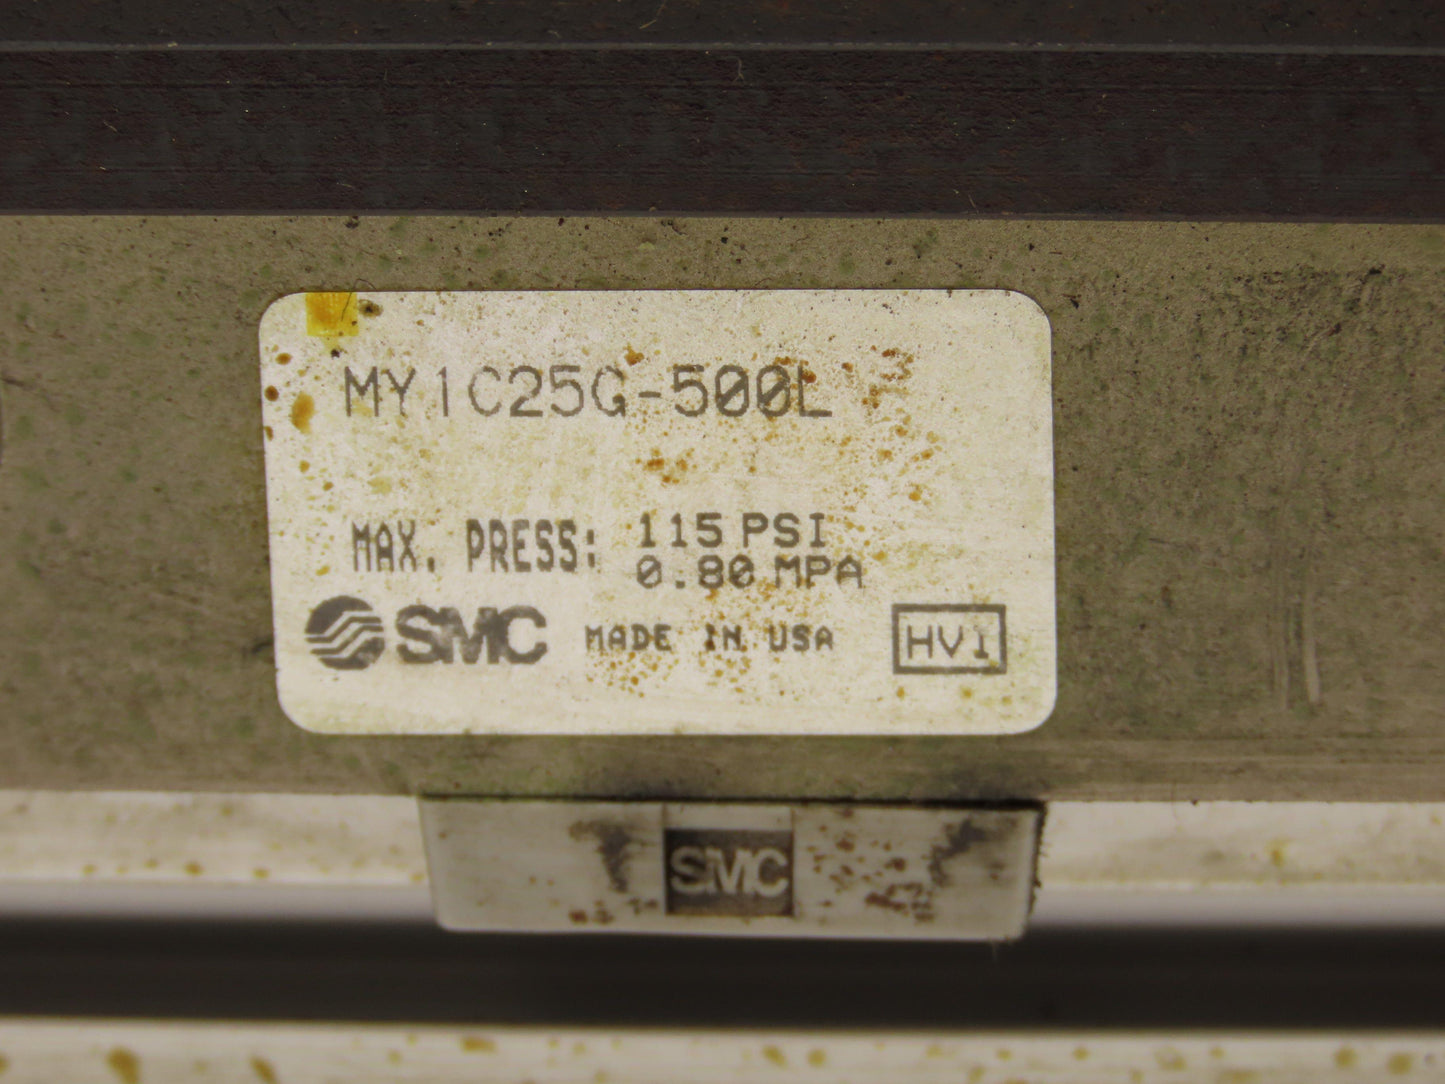 MY1C25G-500L
MAX. PRESS: 115 PSI
0.80 MPA
SMC MADE IN USA HV1
SMC